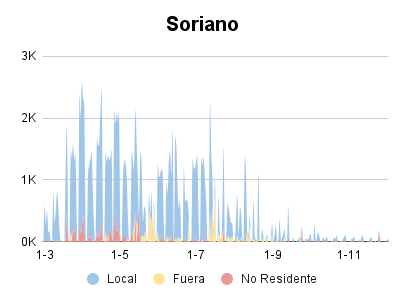 Soriano
3K
2K
1K
0K
1-3 1-5 1-7 1-9 1-11
Local Fuera No Residente